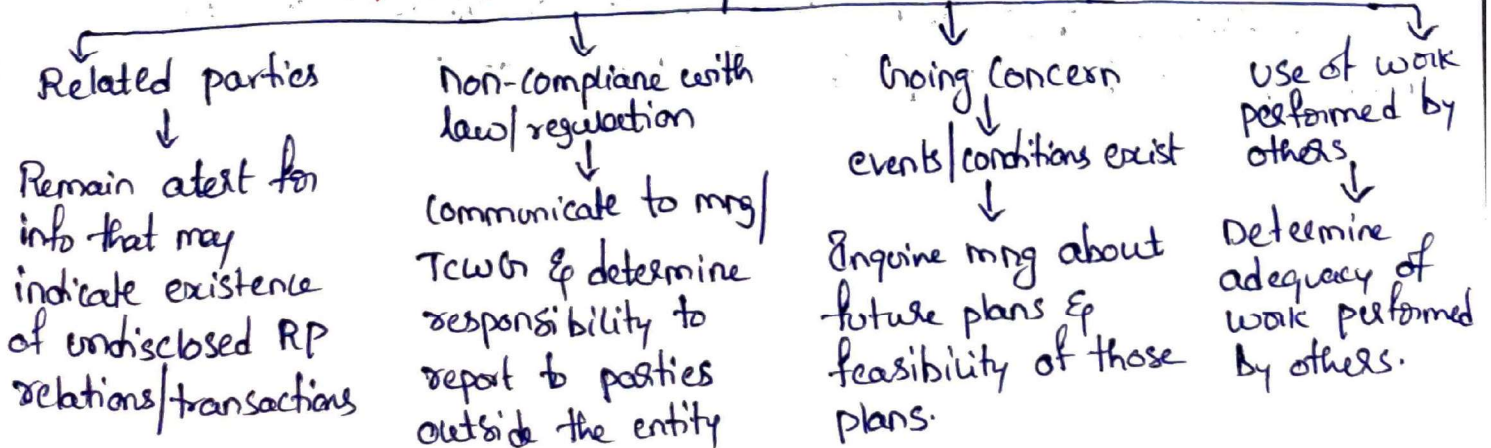 Related parties
Remain alert for
info that may
indicate existence
of undisclosed RP
relations/transactions
Non-compliane with
law/regulation
Communicate to mng/
TCWG & determine
responsibility to
report to parties
outside the entity
Going Concern
events/conditions exist
Inquire mng about
future plans &
feasibility of those
plans.
Use of work
performed by
others
Determine
adequacy of
work performed
by others.